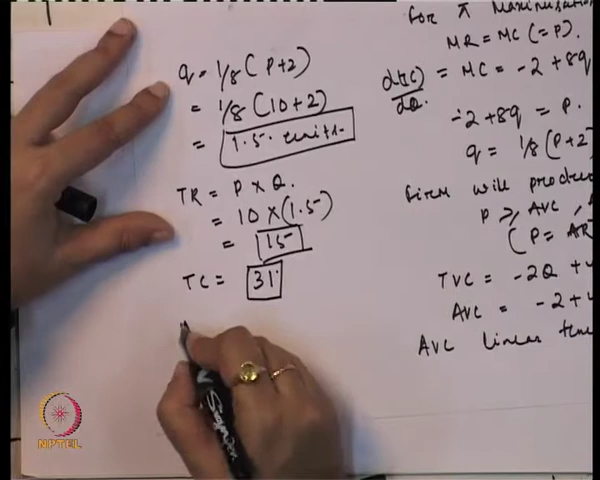 q = 1/8 ( P+2 )
= 1/8 ( 10+2 )
= 1.5 units.
TR = P x Q.
= 10 x (1.5)
= 15
TC = 31
for π Maximisation
MR = MC (=P).
d(TC)/dQ. = MC = -2 + 8q
-2+8q = P.
q = 1/8 (P+2
firm will produce
P ≥ AVC ,
( P = AR
TVC = -2Q +
AVC = -2 +
AVC linear
NPTEL